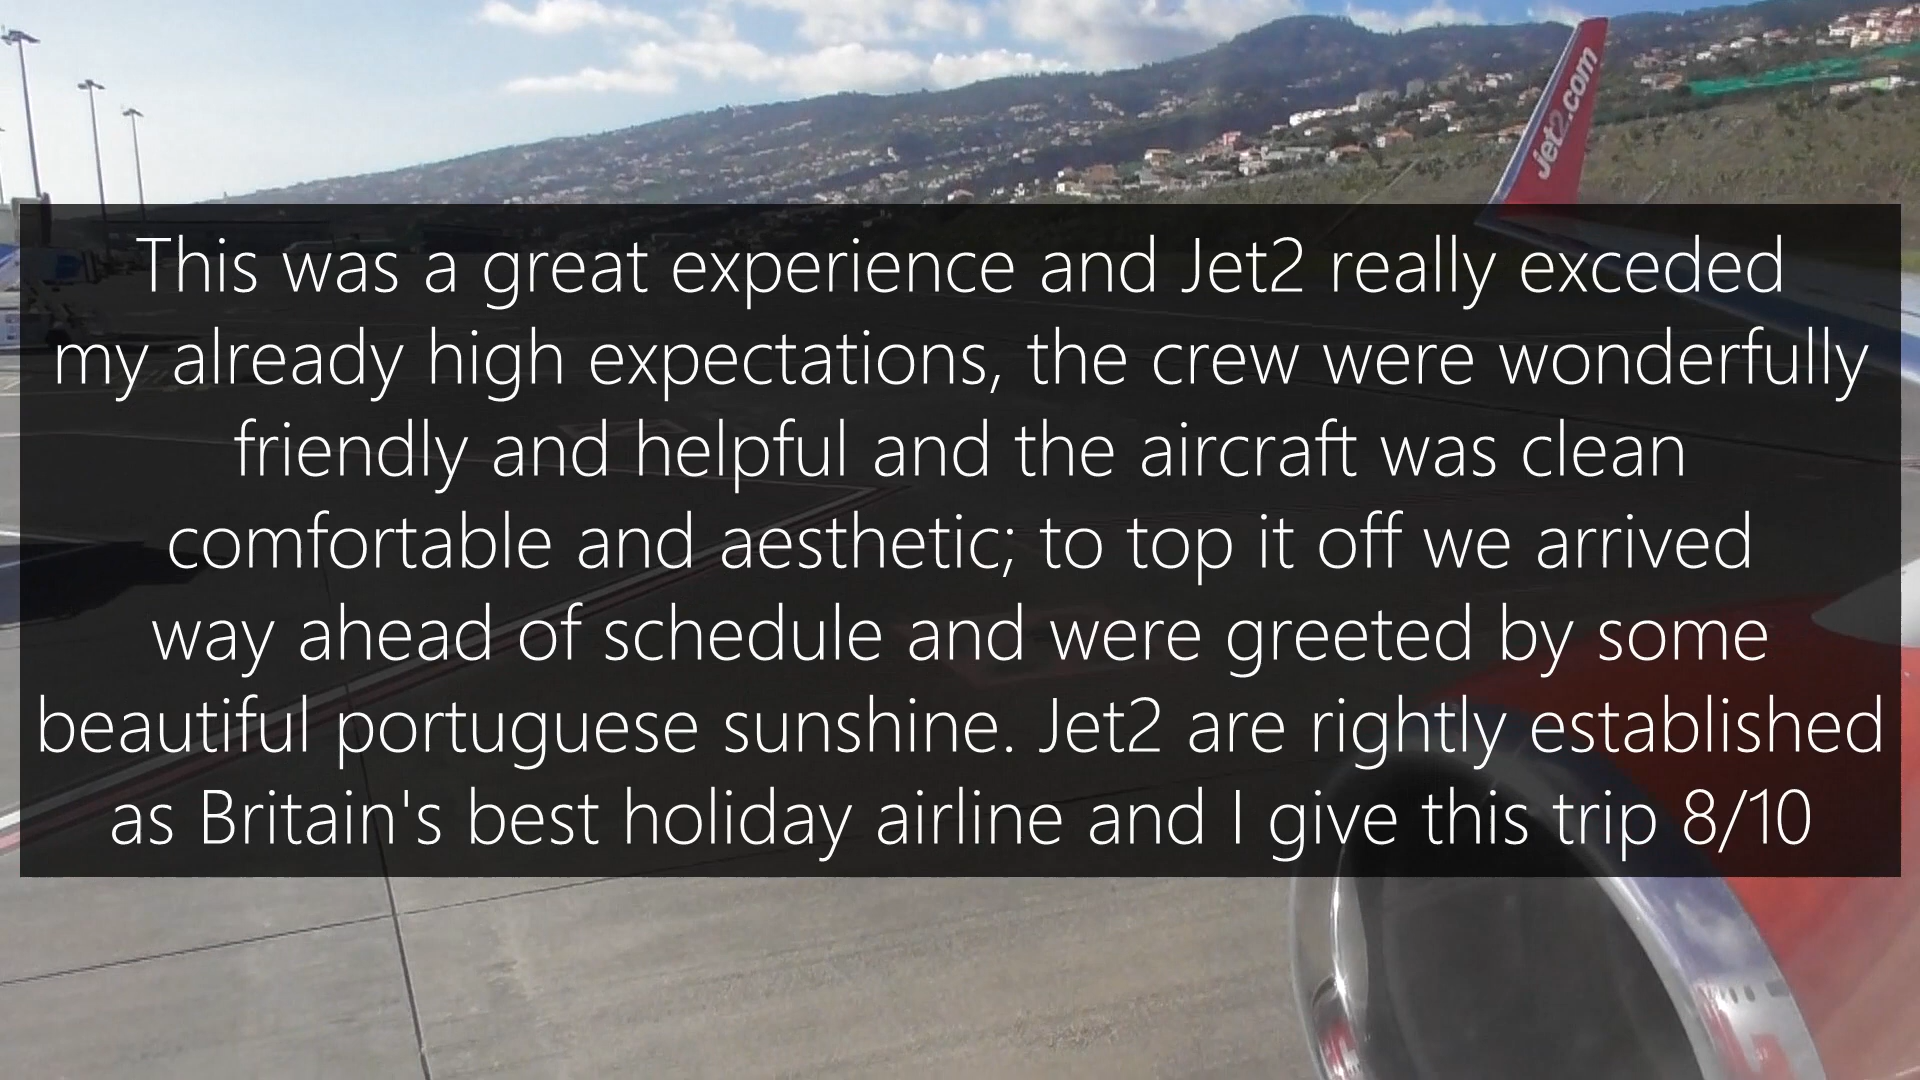 jet2.com
This was a great experience and Jet2 really exceded
my already high expectations, the crew were wonderfully
friendly and helpful and the aircraft was clean
comfortable and aesthetic; to top it off we arrived
way ahead of schedule and were greeted by some
beautiful portuguese sunshine. Jet2 are rightly established
as Britain's best holiday airline and I give this trip 8/10